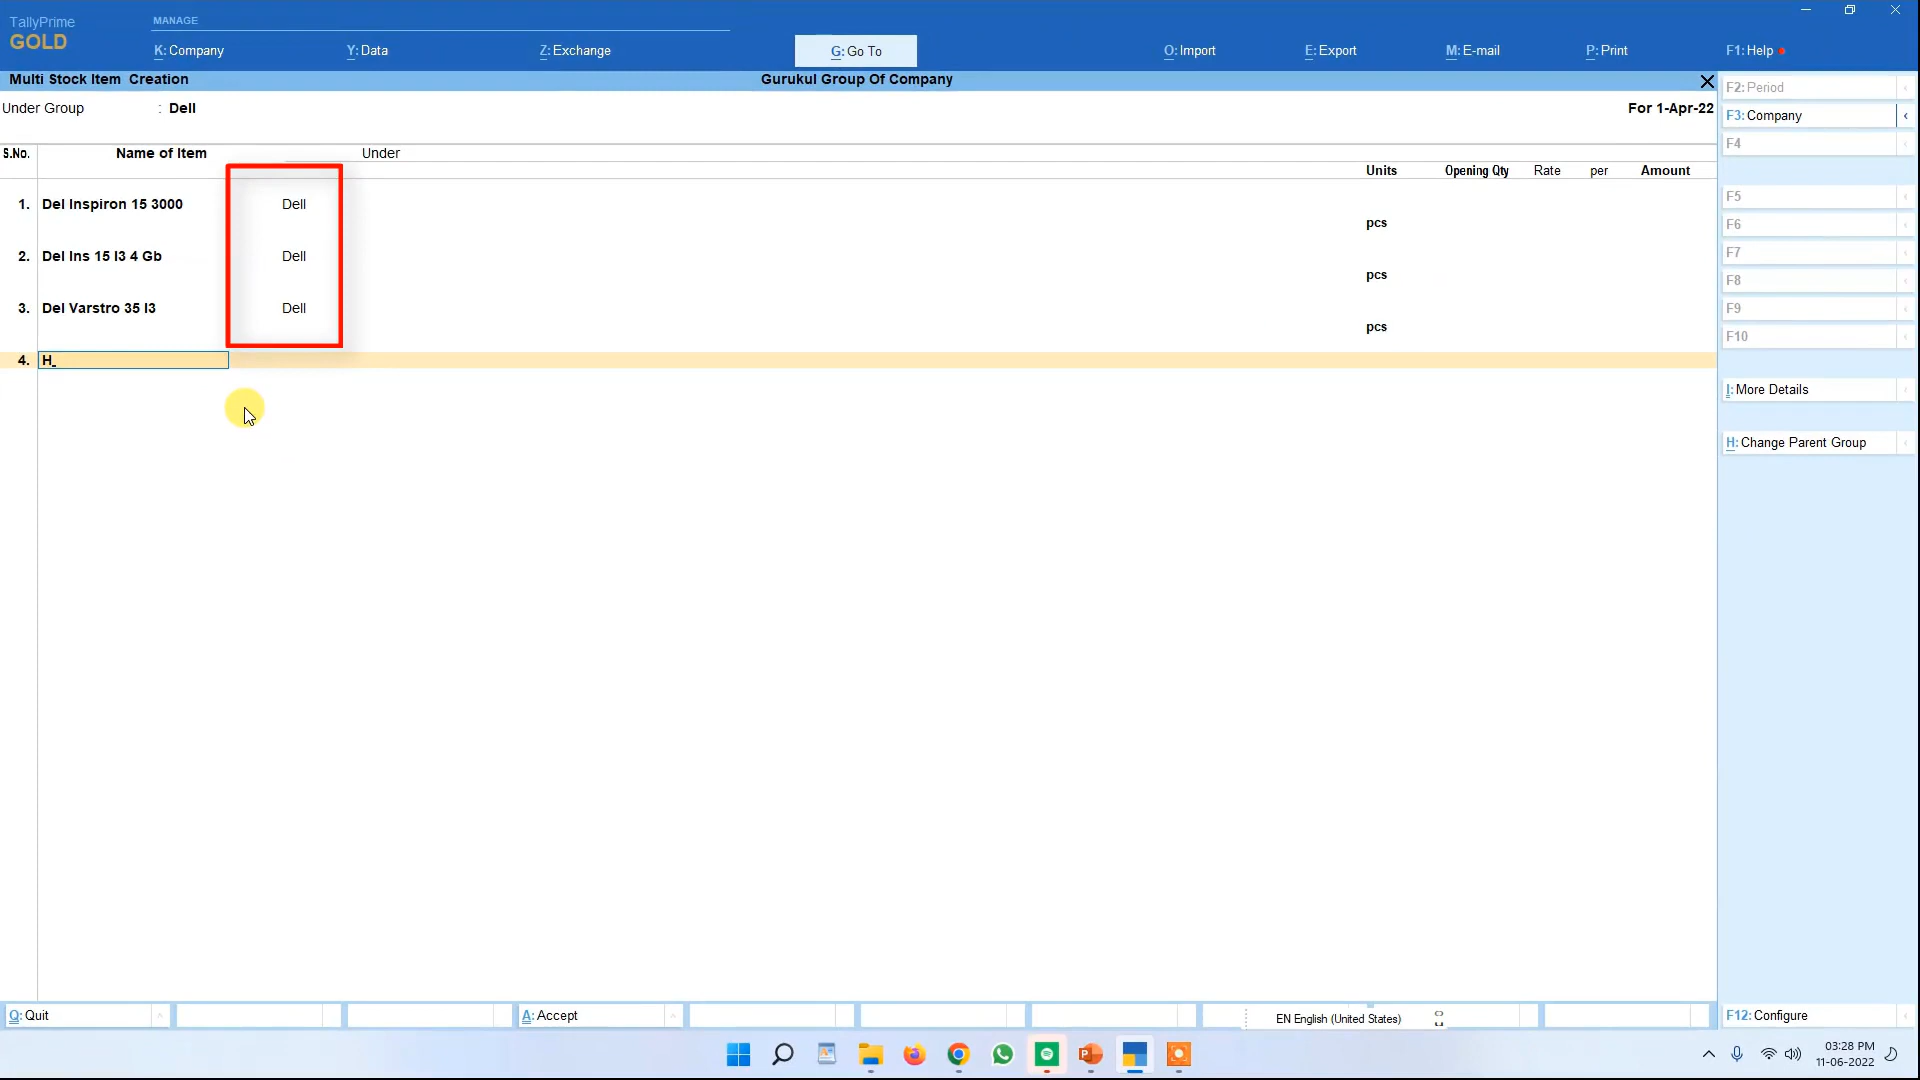 TallyPrime
GOLD
MANAGE
K: Company
Y: Data
Z: Exchange
G: Go To
O: Import
E: Export
M: E-mail
P: Print
F1: Help
Multi Stock Item Creation
Gurukul Group Of Company
Under Group : Dell
For 1-Apr-22
S.No. Name of Item Under
Units Opening Qty Rate per Amount
1. Del Inspiron 15 3000 Dell
pcs
2. Del Ins 15 I3 4 Gb Dell
pcs
3. Del Varstro 35 I3 Dell
pcs
4. H
F2: Period
F3: Company
F4
F5
F6
F7
F8
F9
F10
I: More Details
H: Change Parent Group
Q: Quit
A: Accept
EN English (United States)
F12: Configure
03:28 PM
11-06-2022